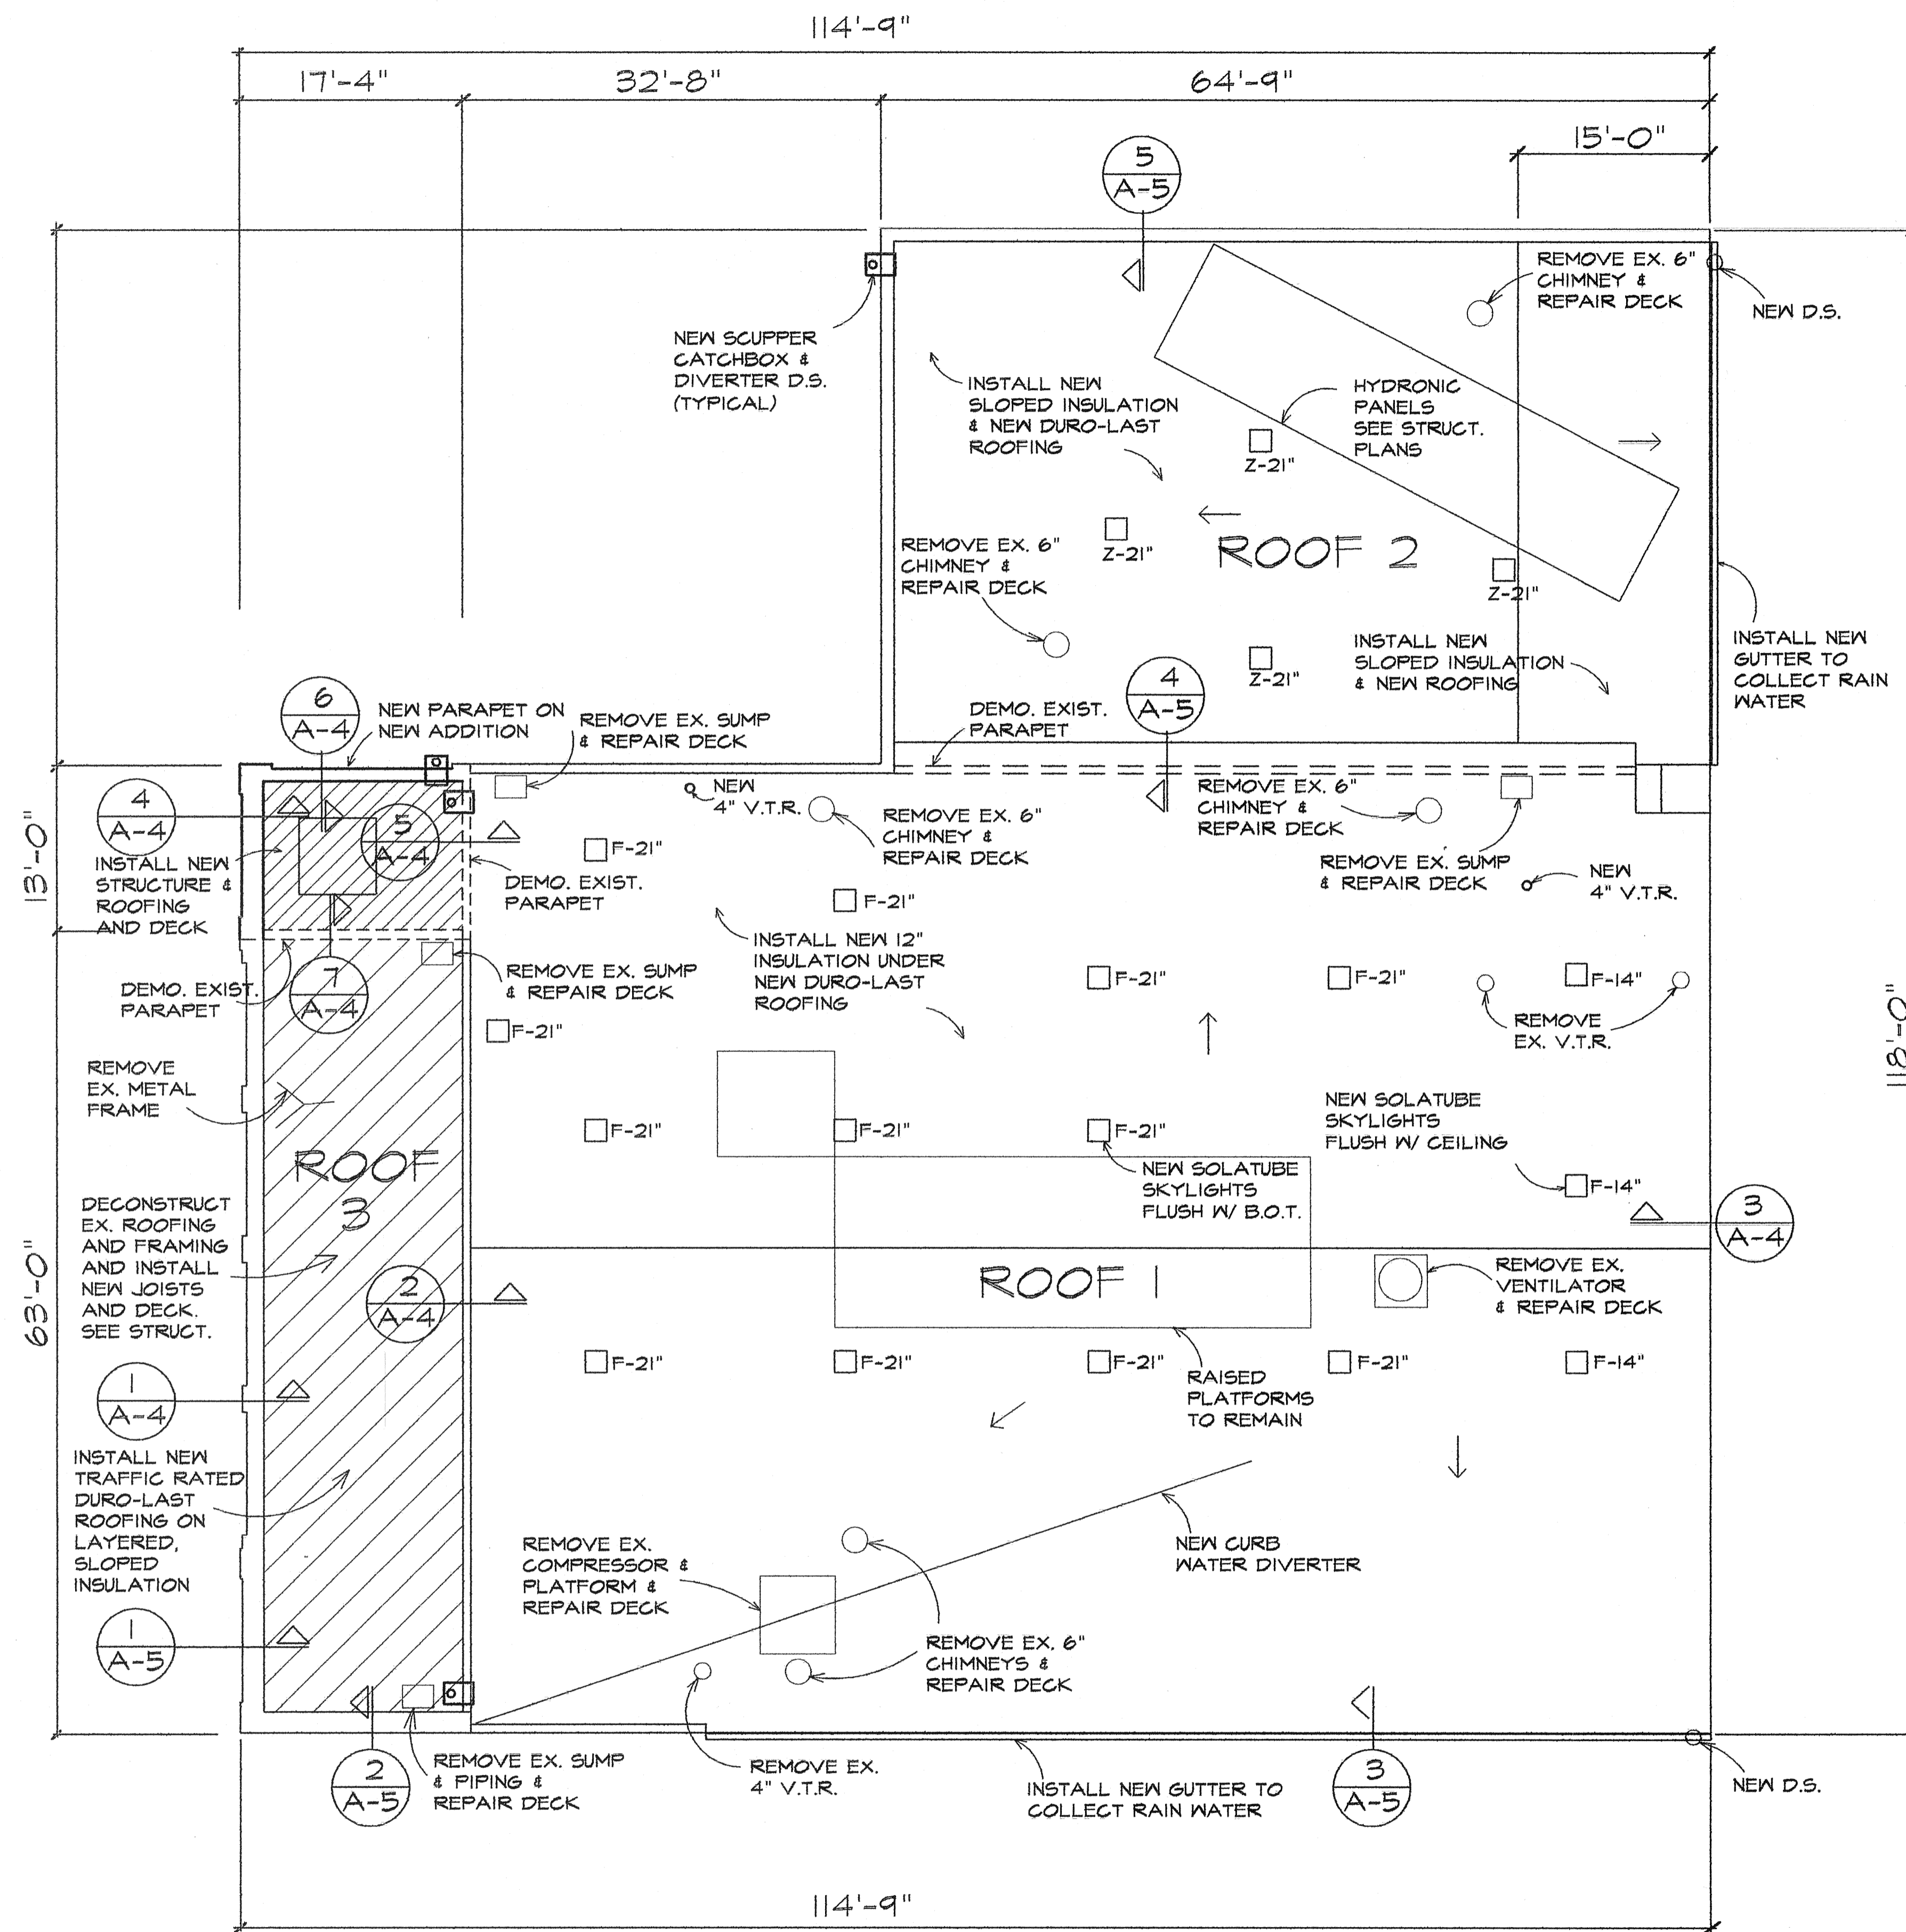 114'-9"
17'-4"
32'-8"
64'-9"
15'-0"
5
A-5
NEW SCUPPER
CATCHBOX &
DIVERTER D.S.
(TYPICAL)
REMOVE EX. 6"
CHIMNEY &
REPAIR DECK
NEW D.S.
INSTALL NEW
SLOPED INSULATION
& NEW DURO-LAST
ROOFING
HYDRONIC
PANELS
SEE STRUCT.
PLANS
Z-21"
Z-21"
ROOF 2
REMOVE EX. 6"
CHIMNEY &
REPAIR DECK
Z-21"
Z-21"
INSTALL NEW
SLOPED INSULATION
& NEW ROOFING
INSTALL NEW
GUTTER TO
COLLECT RAIN
WATER
4
A-5
DEMO. EXIST.
PARAPET
6
A-4
NEW PARAPET ON
NEW ADDITION
REMOVE EX. SUMP
& REPAIR DECK
13'-0"
4
A-4
5
A-4
INSTALL NEW
STRUCTURE &
ROOFING
AND DECK
NEW
4" V.T.R.
REMOVE EX. 6"
CHIMNEY &
REPAIR DECK
REMOVE EX. 6"
CHIMNEY &
REPAIR DECK
REMOVE EX. SUMP
& REPAIR DECK
NEW
4" V.T.R.
F-21"
F-21"
DEMO. EXIST.
PARAPET
INSTALL NEW 12"
INSULATION UNDER
NEW DURO-LAST
ROOFING
REMOVE EX. SUMP
& REPAIR DECK
7
A-4
DEMO. EXIST.
PARAPET
F-21"
F-21"
F-21"
F-14"
REMOVE
EX. V.T.R.
118'-0"
REMOVE
EX. METAL
FRAME
F-21"
F-21"
F-21"
NEW SOLATUBE
SKYLIGHTS
FLUSH W/ CEILING
NEW SOLATUBE
SKYLIGHTS
FLUSH W/ B.O.T.
F-14"
3
A-4
ROOF
3
63'-0"
DECONSTRUCT
EX. ROOFING
AND FRAMING
AND INSTALL
NEW JOISTS
AND DECK.
SEE STRUCT.
2
A-4
ROOF 1
REMOVE EX.
VENTILATOR
& REPAIR DECK
F-21"
F-21"
F-21"
F-21"
F-14"
RAISED
PLATFORMS
TO REMAIN
1
A-4
INSTALL NEW
TRAFFIC RATED
DURO-LAST
ROOFING ON
LAYERED,
SLOPED
INSULATION
NEW CURB
WATER DIVERTER
REMOVE EX.
COMPRESSOR &
PLATFORM &
REPAIR DECK
1
A-5
REMOVE EX. 6"
CHIMNEYS &
REPAIR DECK
2
A-5
REMOVE EX. SUMP
& PIPING &
REPAIR DECK
REMOVE EX.
4" V.T.R.
INSTALL NEW GUTTER TO
COLLECT RAIN WATER
3
A-5
NEW D.S.
114'-9"